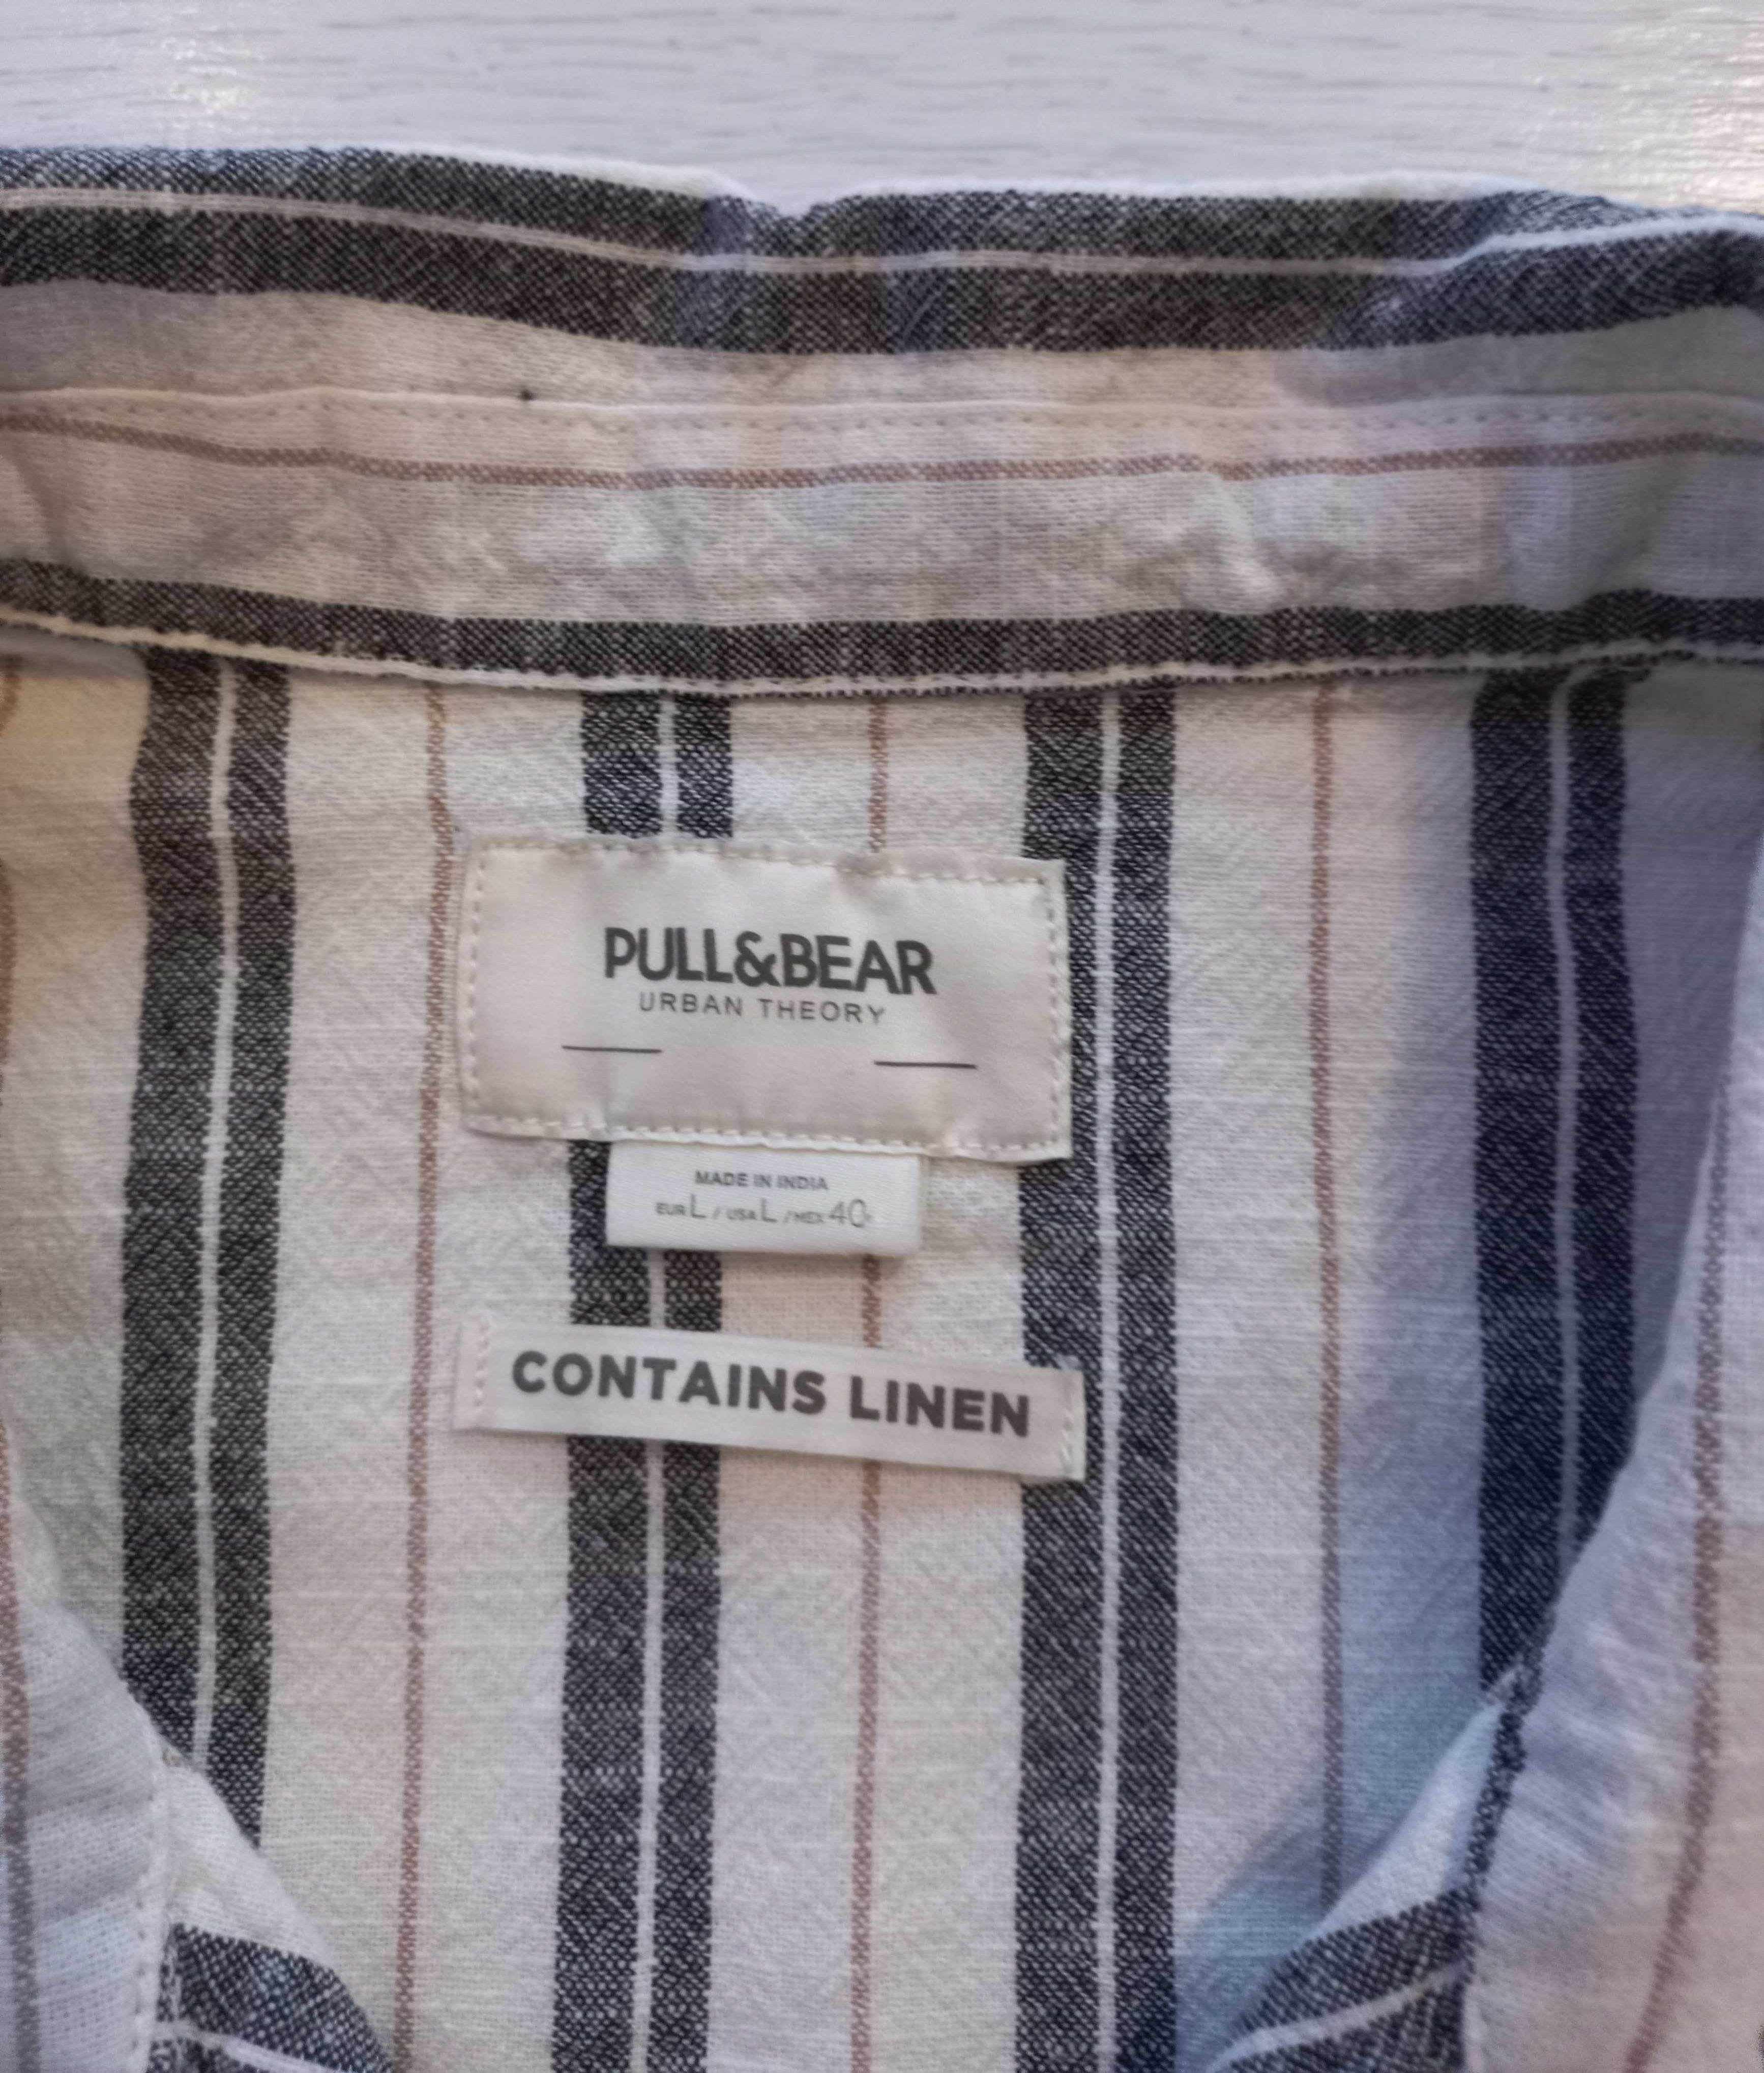 PULL&BEAR
URBAN THEORY
MADE IN INDIA
EUR L / USA L / MEX 40
CONTAINS LINEN